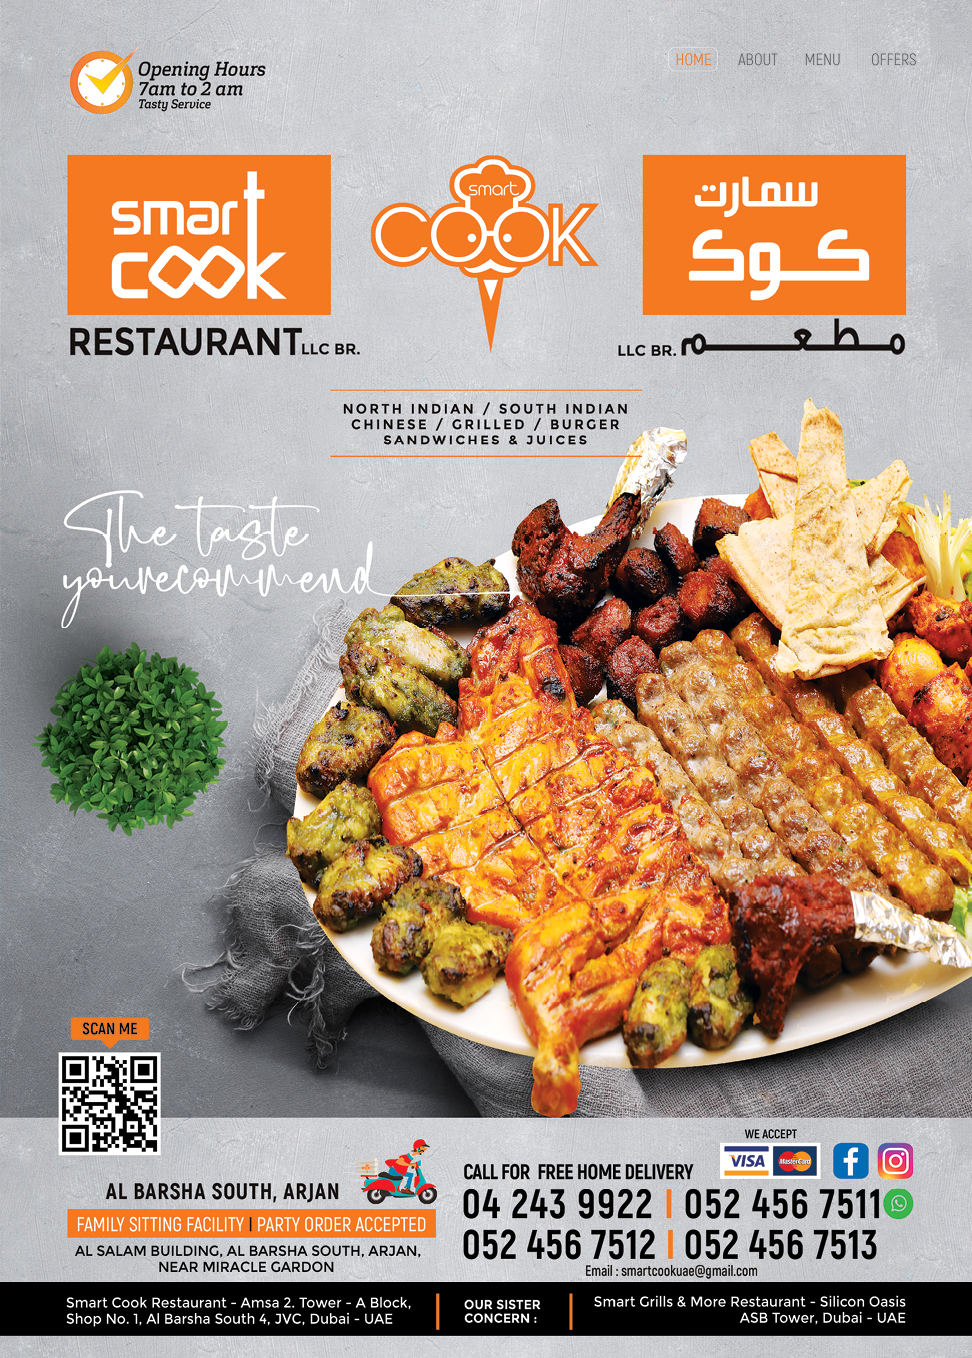 Opening Hours
7am to 2 am
Tasty Service
HOME ABOUT MENU OFFERS
smart
cook
RESTAURANT LLC BR.
smart
COOK
سمارت
كوك
مطعم LLC BR.
NORTH INDIAN / SOUTH INDIAN
CHINESE / GRILLED / BURGER
SANDWICHES & JUICES
The taste
yourecommend
SCAN ME
AL BARSHA SOUTH, ARJAN
FAMILY SITTING FACILITY | PARTY ORDER ACCEPTED
AL SALAM BUILDING, AL BARSHA SOUTH, ARJAN,
NEAR MIRACLE GARDON
WE ACCEPT
VISA MasterCard
CALL FOR FREE HOME DELIVERY
04 243 9922 | 052 456 7511
052 456 7512 | 052 456 7513
Email : smartcookuae@gmail.com
Smart Cook Restaurant - Amsa 2. Tower - A Block,
Shop No. 1, Al Barsha South 4, JVC, Dubai - UAE
OUR SISTER
CONCERN :
Smart Grills & More Restaurant - Silicon Oasis
ASB Tower, Dubai - UAE